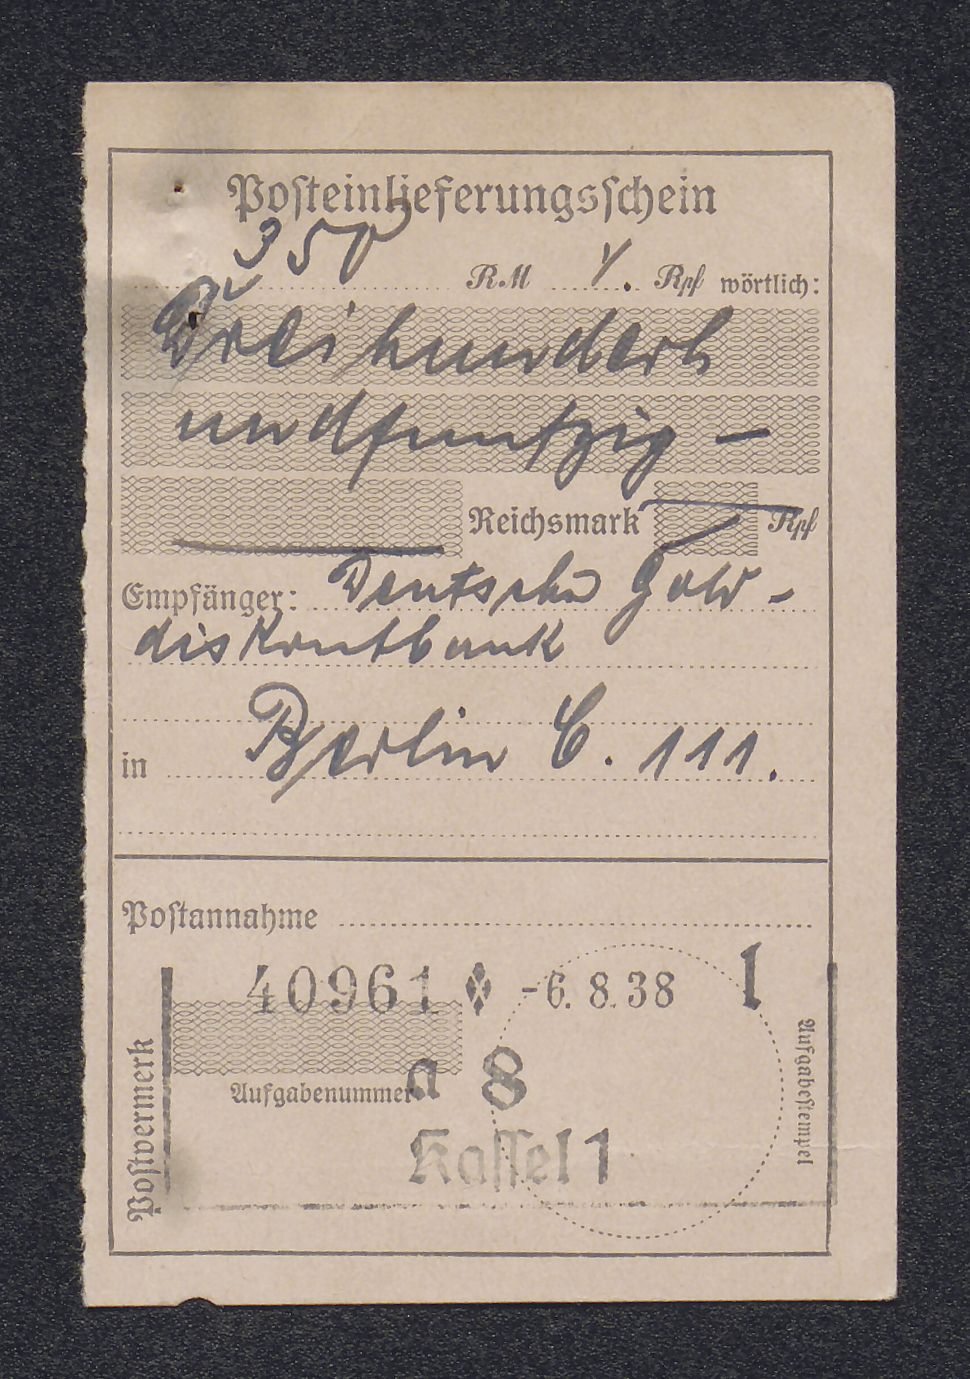 Posteinlieferungsschein
350 RM Rpf wörtlich:
Dreihundert
undfunfzig —
Reichsmark — Rpf
Empfänger: Deutsche Gold-
diskontbank
in Berlin C. 111.
Postannahme
40961 -6. 8. 38 1
Aufgabenummer a 8
Kassel 1
Postvermerk
Aufgabestempel